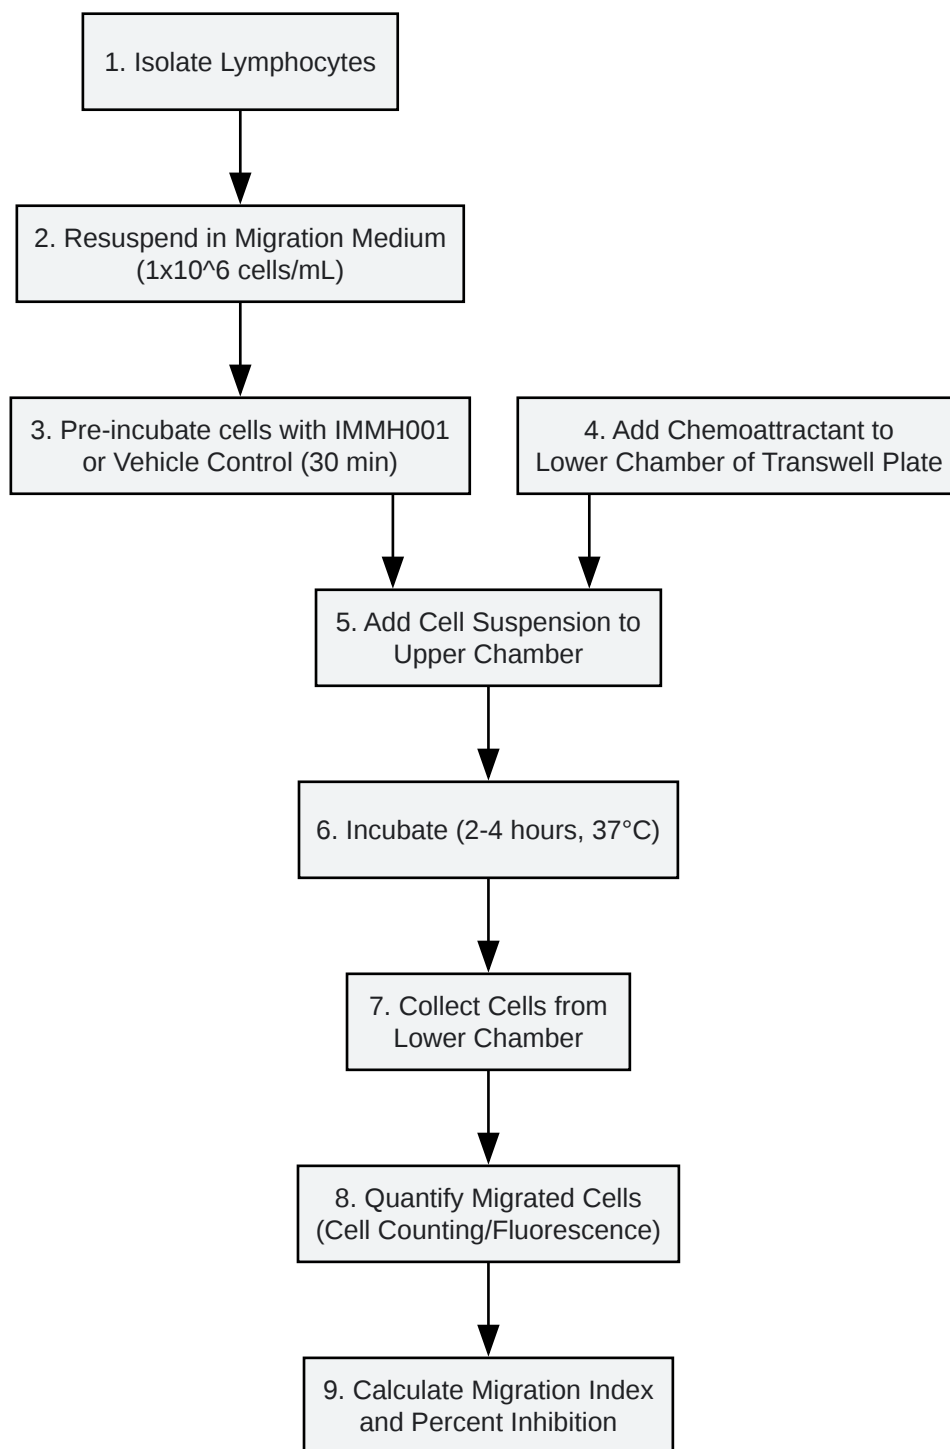 1. Isolate Lymphocytes
2. Resuspend in Migration Medium
(1x10^6 cells/mL)
3. Pre-incubate cells with IMMH001
or Vehicle Control (30 min)
4. Add Chemoattractant to
Lower Chamber of Transwell Plate
5. Add Cell Suspension to
Upper Chamber
6. Incubate (2-4 hours, 37°C)
7. Collect Cells from
Lower Chamber
8. Quantify Migrated Cells
(Cell Counting/Fluorescence)
9. Calculate Migration Index
and Percent Inhibition